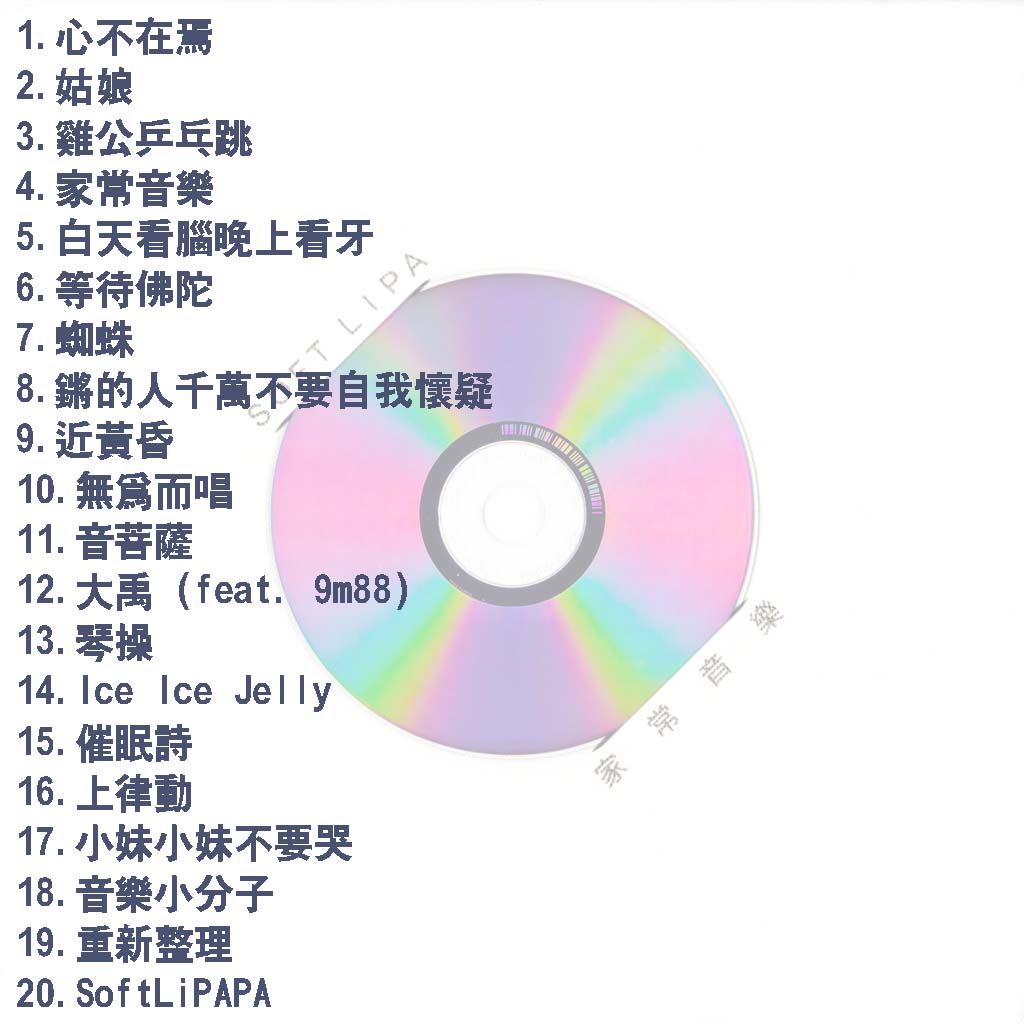 1. 心不在焉
2. 姑娘
3. 雞公乒乓跳
4. 家常音樂
5. 白天看腦晚上看牙
6. 等待佛陀
7. 蜘蛛
8. 鏘的人千萬不要自我懷疑
9. 近黃昏
10. 無為而唱
11. 音菩薩
12. 大禹 (feat. 9m88)
13. 琴操
14. Ice Ice Jelly
15. 催眠詩
16. 上律動
17. 小妹小妹不要哭
18. 音樂小分子
19. 重新整理
20. SoftLiPAPA
SOFT LIPA
家常音樂